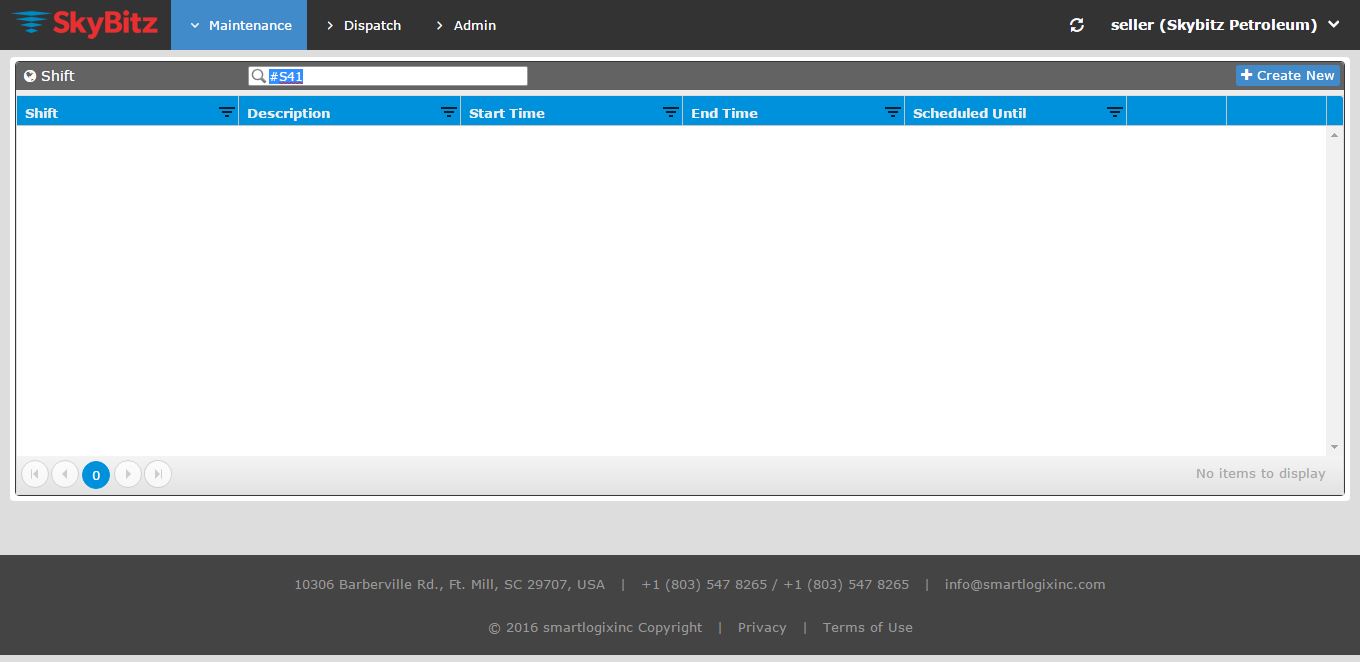 SkyBitz Maintenance Dispatch Admin seller (Skybitz Petroleum)
Shift #S41 Create New
Shift Description Start Time End Time Scheduled Until
0 No items to display
10306 Barberville Rd., Ft. Mill, SC 29707, USA | +1 (803) 547 8265 / +1 (803) 547 8265 | info@smartlogixinc.com
© 2016 smartlogixinc Copyright | Privacy | Terms of Use